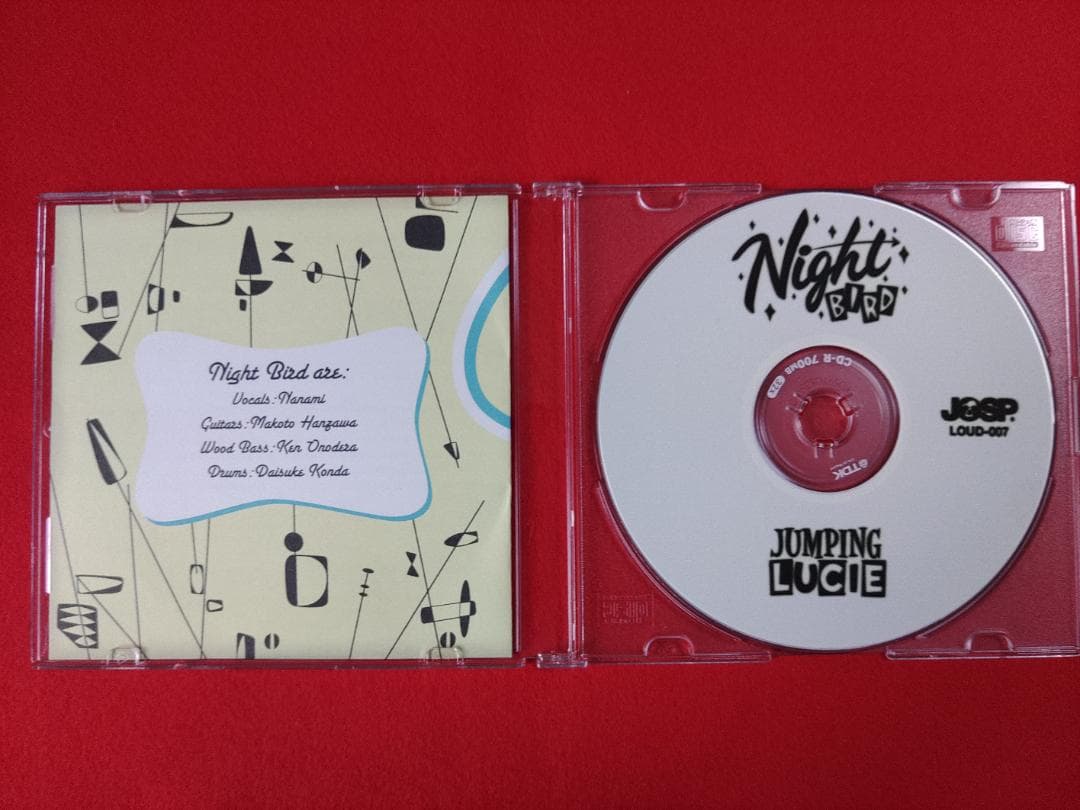 Night Bird are:
Vocals:Nanami
Guitars:Makoto Hanzawa
Wood Bass:Ken Onodera
Drums:Daisuke Konda
Night
BIRD
CD-R 700MB
32X
TDK
JOSP.
LOUD-007
JUMPING
LUCIE